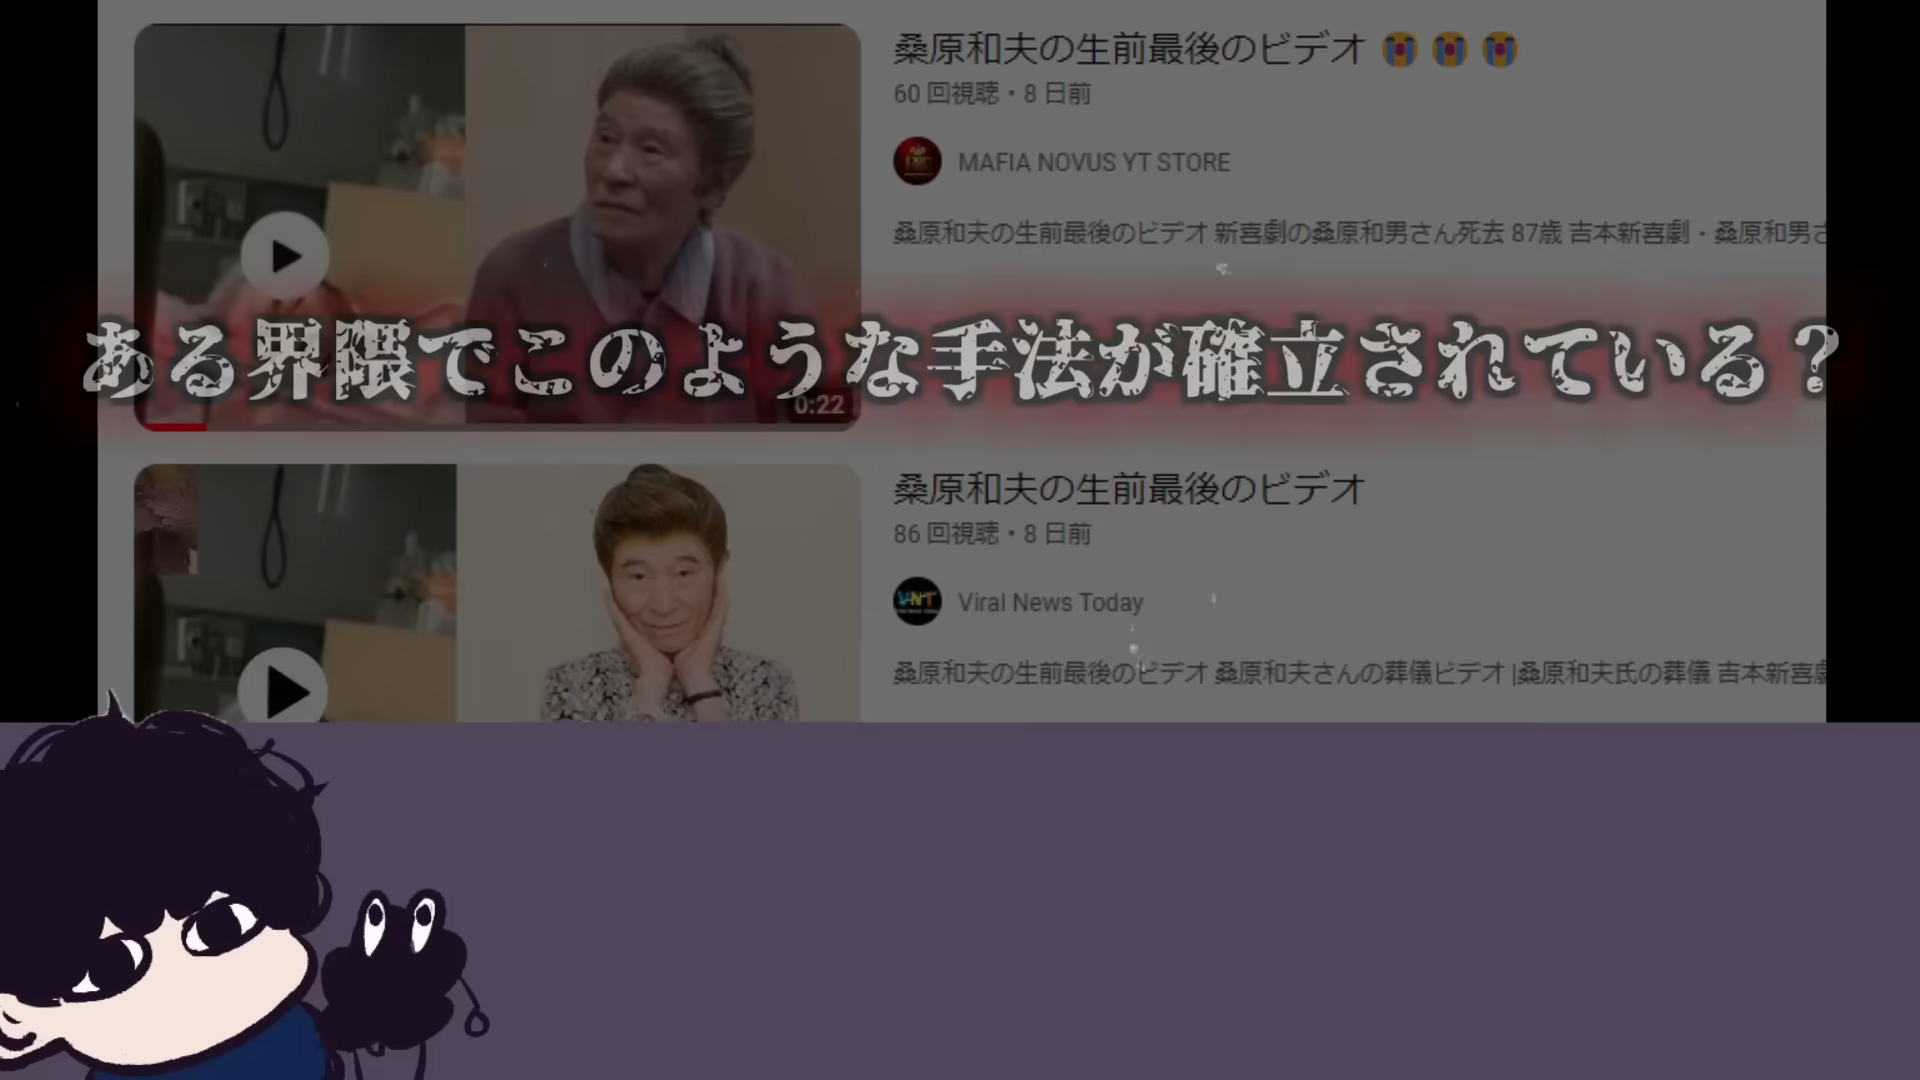 桑原和夫の生前最後のビデオ 😭 😭 😭
60 回視聴・8 日前
MAFIA NOVUS YT STORE
桑原和夫の生前最後のビデオ 新喜劇の桑原和男さん死去 87歳 吉本新喜劇・桑原和男さ
ある界隈でこのような手法が確立されている？
0:22
桑原和夫の生前最後のビデオ
86 回視聴・8 日前
VNT
Viral News Today
桑原和夫の生前最後のビデオ 桑原和夫さんの葬儀ビデオ |桑原和夫氏の葬儀 吉本新喜劇